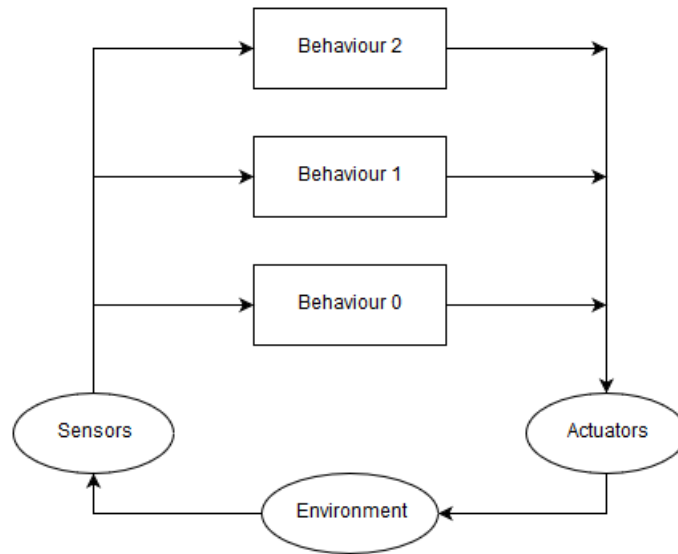 Behaviour 2
Behaviour 1
Behaviour 0
Sensors
Actuators
Environment